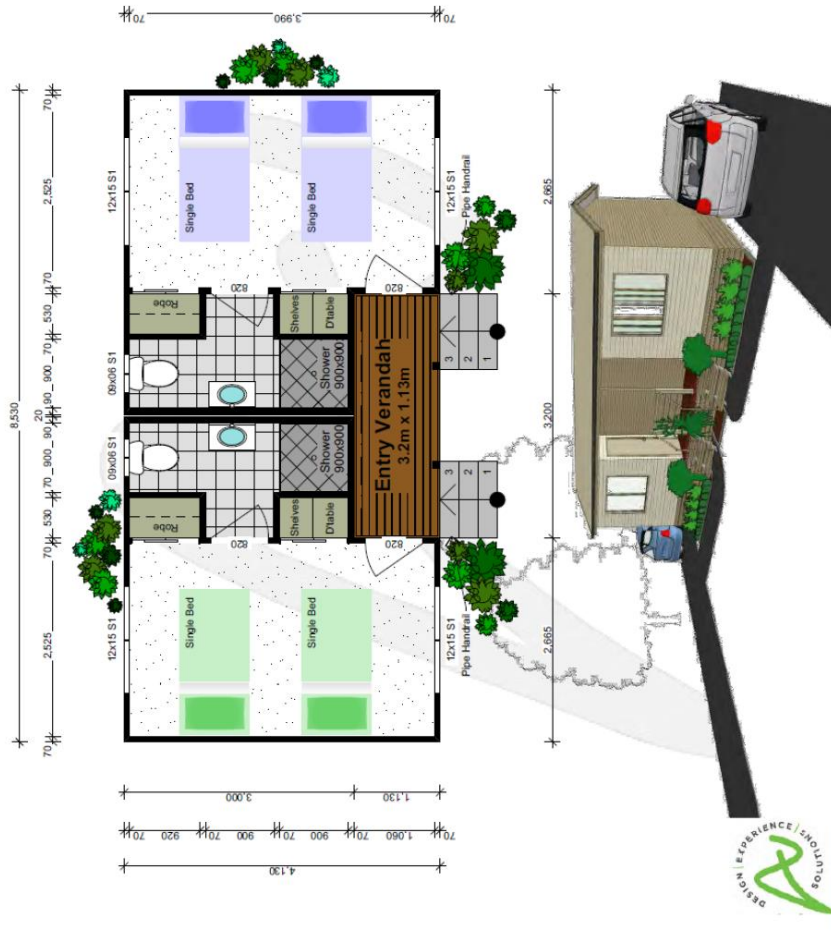 70 3,990 70
8,530
70 2,525 70 530 70 900 90 20 90 900 70 530 70 2,525 70
12x15 S1
12x15 S1
Single Bed
Single Bed
Pipe Handrail
2,665
820
820
Robe
Shelves
D'table
09x06 S1
Shower
900x900
3
2
1
Entry Verandah
3.2m x 1.13m
3,200
09x06 S1
Shower
900x900
3
2
1
Robe
Shelves
D'table
820
820
Single Bed
Single Bed
12x15 S1
12x15 S1
Pipe Handrail
2,665
3,000 1,130
70 920 70 900 70 900 70 1,060 70
4,130
DESIGN | EXPERIENCE | SOLUTIONS